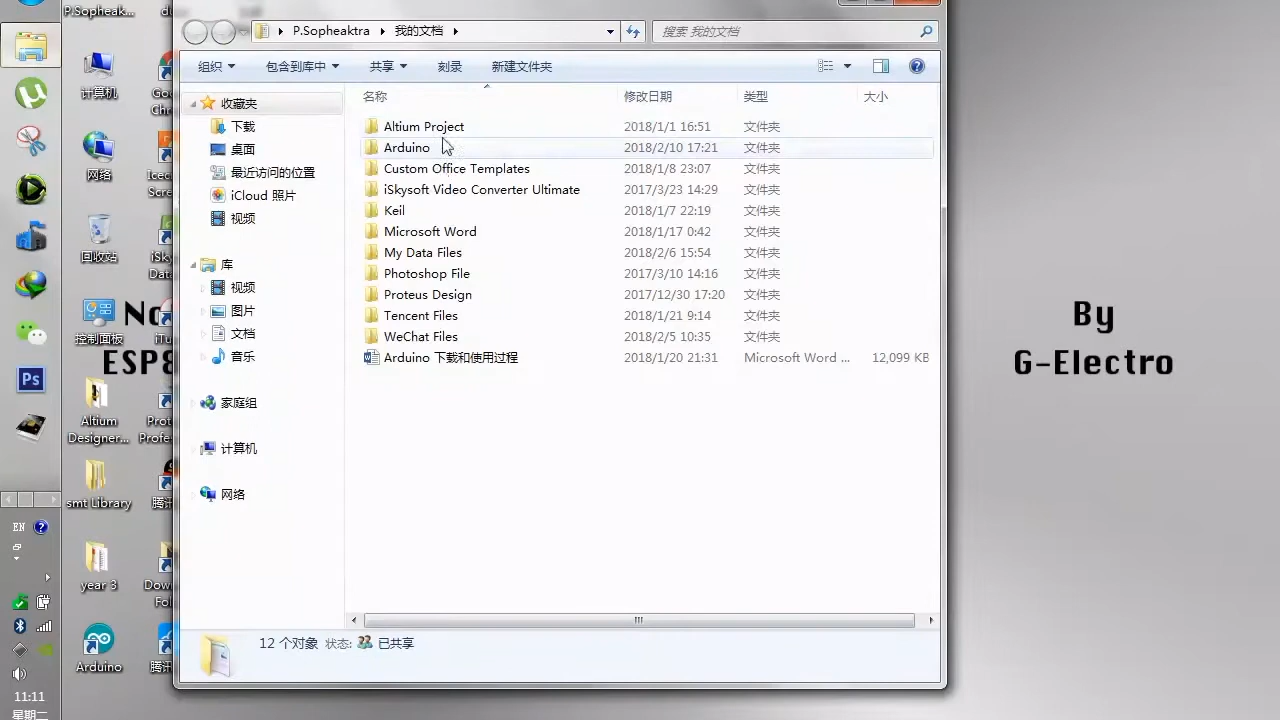 P.Sopheak...
计算机
网络
回收站
控制面板
Altium
Designer...
smt Library
year 3
Arduino
Ps
EN
11:11
星期二
P.Sopheaktra
我的文档
搜索 我的文档
组织
包含到库中
共享
刻录
新建文件夹
收藏夹
下载
桌面
最近访问的位置
iCloud 照片
视频
库
视频
图片
文档
音乐
家庭组
计算机
网络
名称 修改日期 类型 大小
Altium Project 2018/1/1 16:51 文件夹
Arduino 2018/2/10 17:21 文件夹
Custom Office Templates 2018/1/8 23:07 文件夹
iSkysoft Video Converter Ultimate 2017/3/23 14:29 文件夹
Keil 2018/1/7 22:19 文件夹
Microsoft Word 2018/1/17 0:42 文件夹
My Data Files 2018/2/6 15:54 文件夹
Photoshop File 2017/3/10 14:16 文件夹
Proteus Design 2017/12/30 17:20 文件夹
Tencent Files 2018/1/21 9:14 文件夹
WeChat Files 2018/2/5 10:35 文件夹
Arduino 下载和使用过程 2018/1/20 21:31 Microsoft Word ... 12,099 KB
12 个对象 状态: 已共享
By
G-Electro